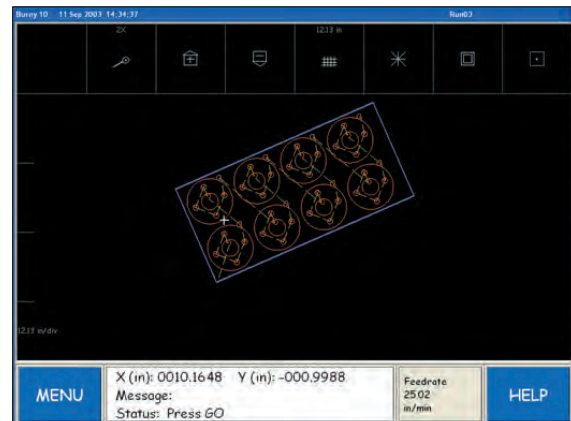 Burny 10 11 Sep 2003 14:34:37 Run03
2X 12.13 in
12.13 in/div
MENU
X (in): 0010.1648 Y (in): -000.9988
Message:
Status: Press GO
Feedrate
25.02
in/min
HELP